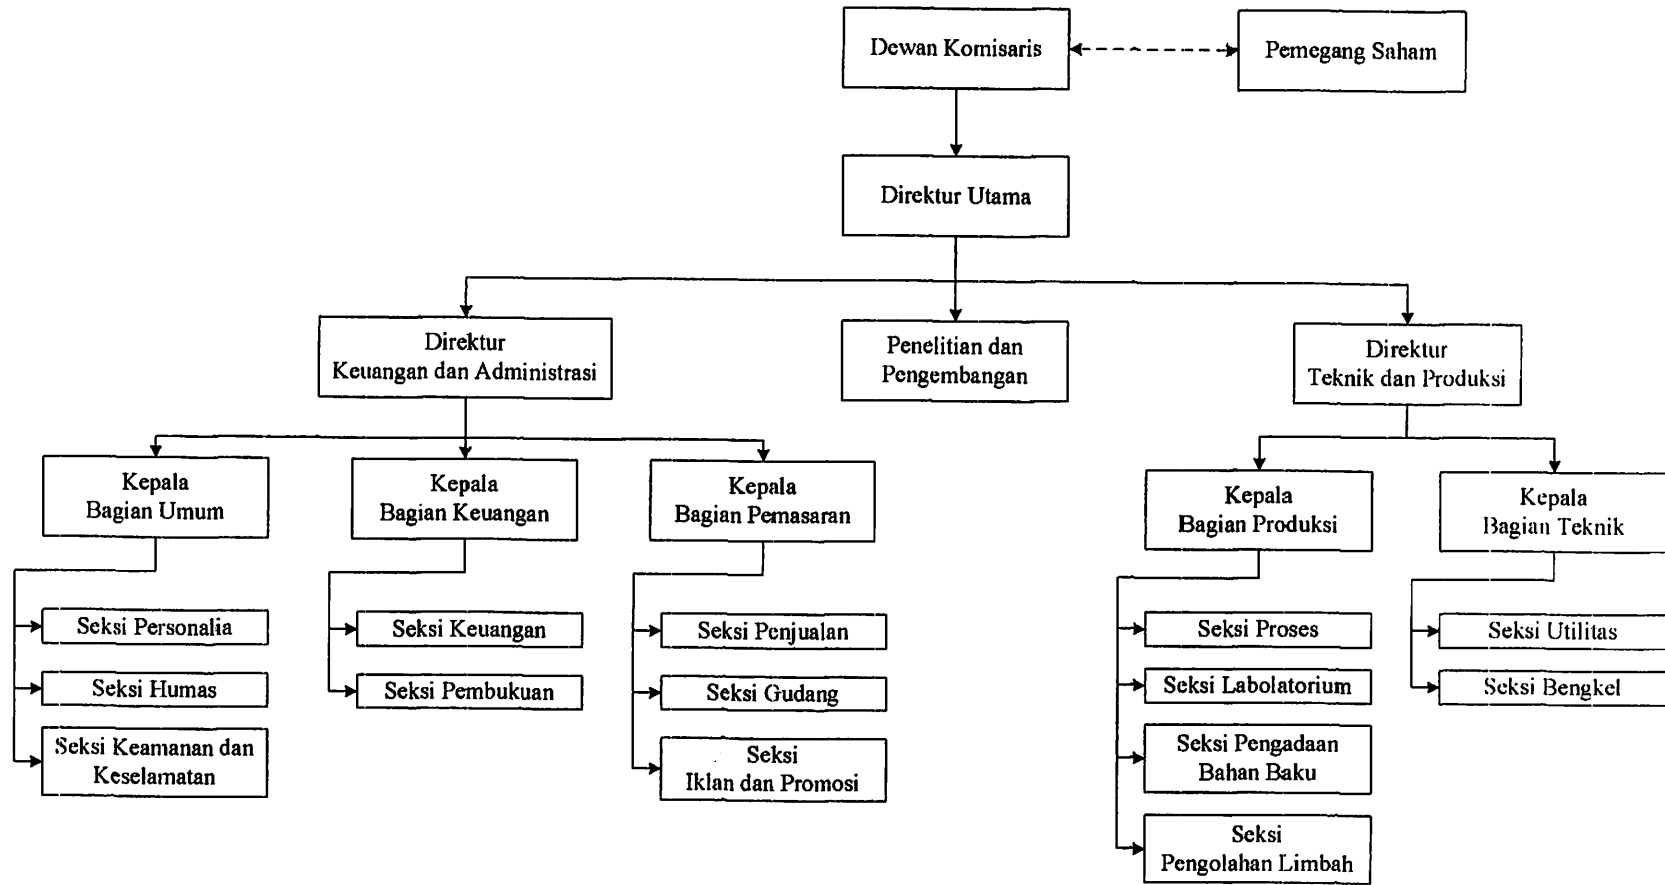 Dewan Komisaris
Pemegang Saham
Direktur Utama
Direktur
Keuangan dan Administrasi
Penelitian dan
Pengembangan
Direktur
Teknik dan Produksi
Kepala
Bagian Umum
Kepala
Bagian Keuangan
Kepala
Bagian Pemasaran
Kepala
Bagian Produksi
Kepala
Bagian Teknik
Seksi Personalia
Seksi Humas
Seksi Keamanan dan
Keselamatan
Seksi Keuangan
Seksi Pembukuan
Seksi Penjualan
Seksi Gudang
Seksi
Iklan dan Promosi
Seksi Proses
Seksi Labolatorium
Seksi Pengadaan
Bahan Baku
Seksi
Pengolahan Limbah
Seksi Utilitas
Seksi Bengkel